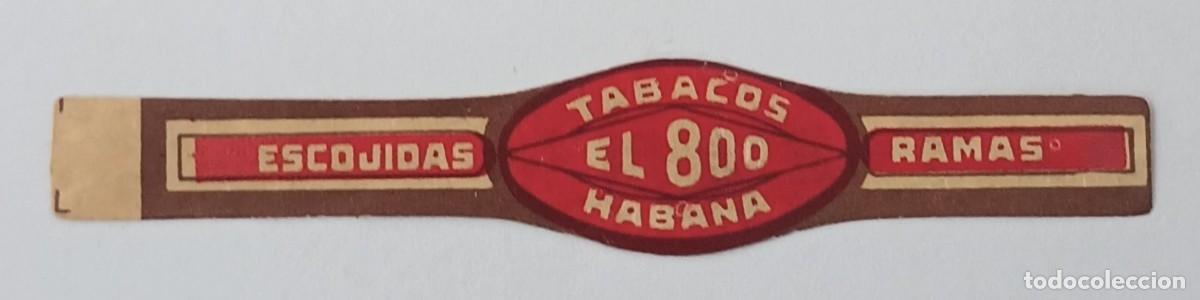 TABACOS
ESCOJIDAS EL 800 RAMAS
HABANA
todocoleccion